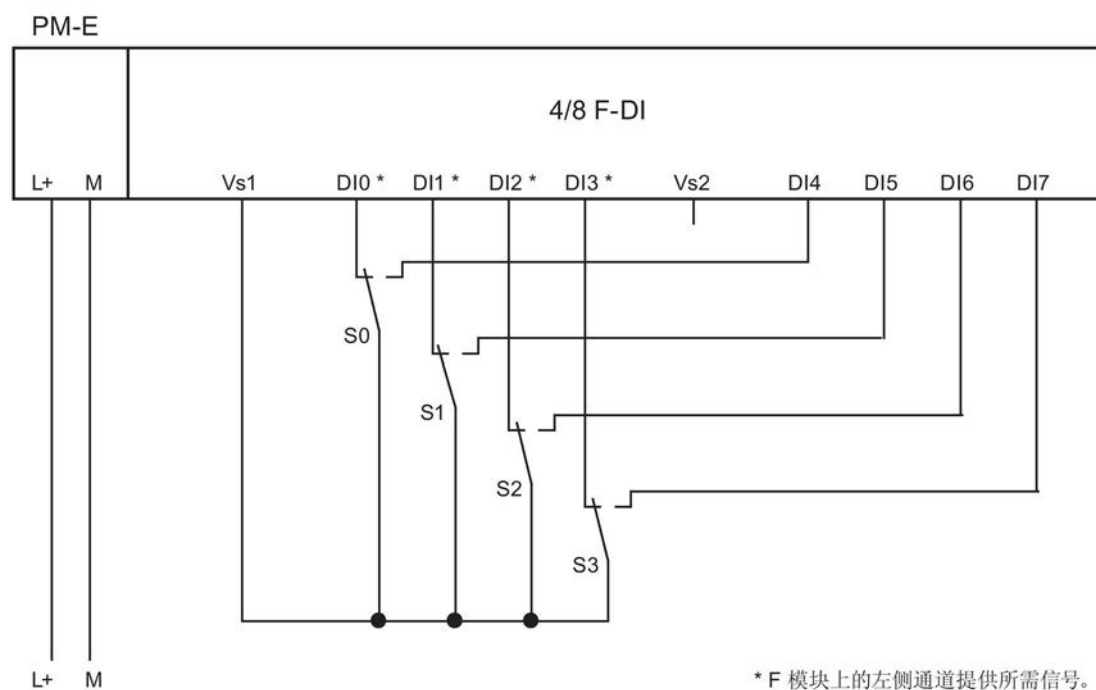 PM-E
4/8 F-DI
L+ M Vs1 DI0 * DI1 * DI2 * DI3 * Vs2 DI4 DI5 DI6 DI7
S0
S1
S2
S3
L+ M * F 模块上的左侧通道提供所需信号。